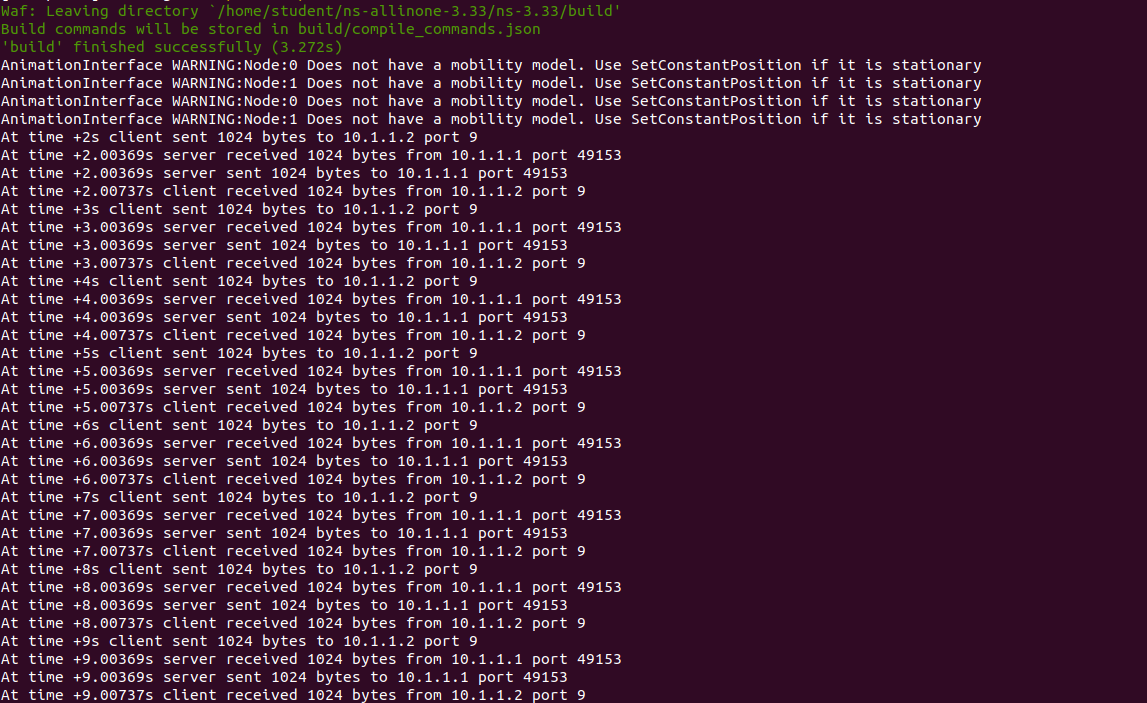 Waf: Leaving directory `/home/student/ns-allinone-3.33/ns-3.33/build'
Build commands will be stored in build/compile_commands.json
'build' finished successfully (3.272s)
AnimationInterface WARNING:Node:0 Does not have a mobility model. Use SetConstantPosition if it is stationary
AnimationInterface WARNING:Node:1 Does not have a mobility model. Use SetConstantPosition if it is stationary
AnimationInterface WARNING:Node:0 Does not have a mobility model. Use SetConstantPosition if it is stationary
AnimationInterface WARNING:Node:1 Does not have a mobility model. Use SetConstantPosition if it is stationary
At time +2s client sent 1024 bytes to 10.1.1.2 port 9
At time +2.00369s server received 1024 bytes from 10.1.1.1 port 49153
At time +2.00369s server sent 1024 bytes to 10.1.1.1 port 49153
At time +2.00737s client received 1024 bytes from 10.1.1.2 port 9
At time +3s client sent 1024 bytes to 10.1.1.2 port 9
At time +3.00369s server received 1024 bytes from 10.1.1.1 port 49153
At time +3.00369s server sent 1024 bytes to 10.1.1.1 port 49153
At time +3.00737s client received 1024 bytes from 10.1.1.2 port 9
At time +4s client sent 1024 bytes to 10.1.1.2 port 9
At time +4.00369s server received 1024 bytes from 10.1.1.1 port 49153
At time +4.00369s server sent 1024 bytes to 10.1.1.1 port 49153
At time +4.00737s client received 1024 bytes from 10.1.1.2 port 9
At time +5s client sent 1024 bytes to 10.1.1.2 port 9
At time +5.00369s server received 1024 bytes from 10.1.1.1 port 49153
At time +5.00369s server sent 1024 bytes to 10.1.1.1 port 49153
At time +5.00737s client received 1024 bytes from 10.1.1.2 port 9
At time +6s client sent 1024 bytes to 10.1.1.2 port 9
At time +6.00369s server received 1024 bytes from 10.1.1.1 port 49153
At time +6.00369s server sent 1024 bytes to 10.1.1.1 port 49153
At time +6.00737s client received 1024 bytes from 10.1.1.2 port 9
At time +7s client sent 1024 bytes to 10.1.1.2 port 9
At time +7.00369s server received 1024 bytes from 10.1.1.1 port 49153
At time +7.00369s server sent 1024 bytes to 10.1.1.1 port 49153
At time +7.00737s client received 1024 bytes from 10.1.1.2 port 9
At time +8s client sent 1024 bytes to 10.1.1.2 port 9
At time +8.00369s server received 1024 bytes from 10.1.1.1 port 49153
At time +8.00369s server sent 1024 bytes to 10.1.1.1 port 49153
At time +8.00737s client received 1024 bytes from 10.1.1.2 port 9
At time +9s client sent 1024 bytes to 10.1.1.2 port 9
At time +9.00369s server received 1024 bytes from 10.1.1.1 port 49153
At time +9.00369s server sent 1024 bytes to 10.1.1.1 port 49153
At time +9.00737s client received 1024 bytes from 10.1.1.2 port 9